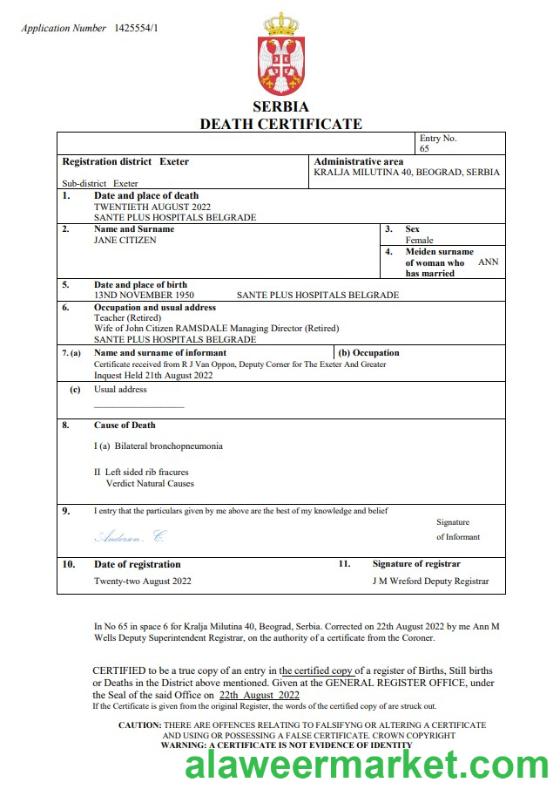 Application Number 1425554/1
SERBIA
DEATH CERTIFICATE
Entry No.
65
Registration district Exeter
Administrative area
KRALJA MILUTINA 40, BEOGRAD, SERBIA
Sub-district Exeter
1. Date and place of death
TWENTIETH AUGUST 2022
SANTE PLUS HOSPITALS BELGRADE
2. Name and Surname
JANE CITIZEN
3. Sex
Female
4. Meiden surname
of woman who ANN
has married
5. Date and place of birth
13ND NOVEMBER 1950 SANTE PLUS HOSPITALS BELGRADE
6. Occupation and usual address
Teacher (Retired)
Wife of John Citizen RAMSDALE Managing Director (Retired)
SANTE PLUS HOSPITALS BELGRADE
7. (a) Name and surname of informant (b) Occupation
Certificate received from R J Van Oppon, Deputy Corner for The Exeter And Greater
Inquest Held 21th August 2022
(c) Usual address
8. Cause of Death
I (a) Bilateral bronchopneumonia
II Left sided rib fracures
Verdict Natural Causes
9. I entry that the particulars given by me above are the best of my knowledge and belief
Signature
Anderson. C.
of Informant
10. Date of registration 11. Signature of registrar
Twenty-two August 2022 J M Wreford Deputy Registrar
In No 65 in space 6 for Kralja Milutina 40, Beograd, Serbia. Corrected on 22th August 2022 by me Ann M
Wells Deputy Superintendent Registrar, on the authority of a certificate from the Coroner.
CERTIFIED to be a true copy of an entry in the certified copy of a register of Births, Still births
or Deaths in the District above mentioned. Given at the GENERAL REGISTER OFFICE, under
the Seal of the said Office on 22th August 2022
If the Certificate is given from the original Register, the words of the certified copy of are struck out.
CAUTION: THERE ARE OFFENCES RELATING TO FALSIFYNG OR ALTERING A CERTIFICATE
AND USING OR POSSESSING A FALSE CERTIFICATE. CROWN COPYRIGHT
WARNING: A CERTIFICATE IS NOT EVIDENCE OF IDENTITY
alaweermarket.com